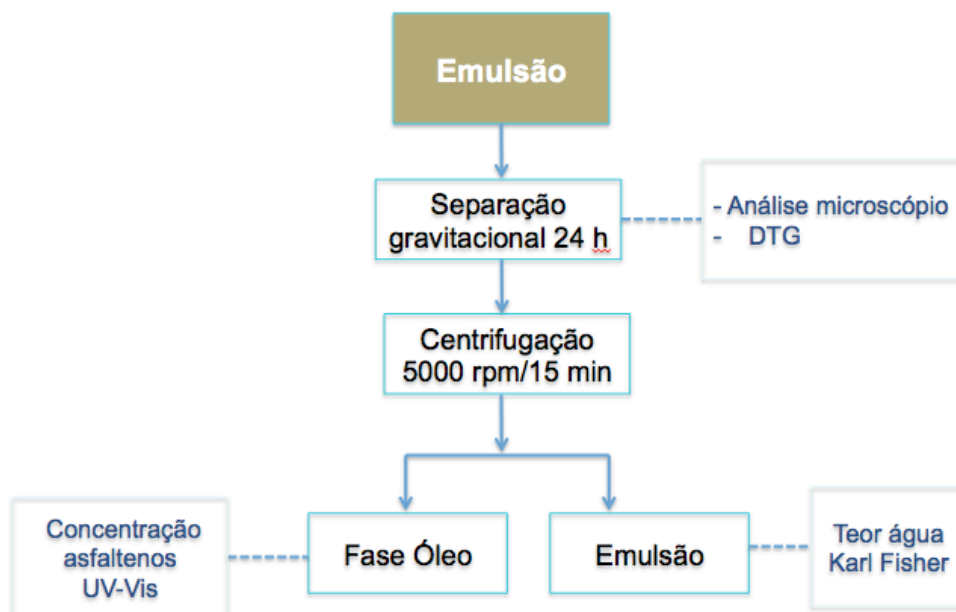 Emulsão
Separação
gravitacional 24 h
- Análise microscópio
- DTG
Centrifugação
5000 rpm/15 min
Concentração
asfaltenos
UV-Vis
Fase Óleo
Emulsão
Teor água
Karl Fisher